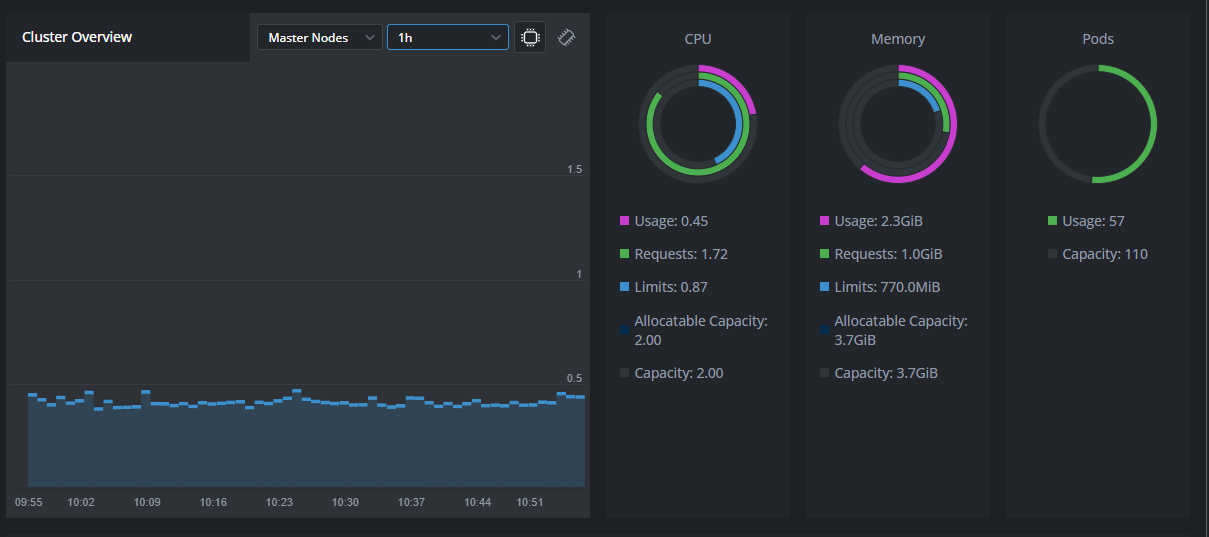 Cluster Overview
Master Nodes
1h
1.5
1
0.5
09:55 10:02 10:09 10:16 10:23 10:30 10:37 10:44 10:51
CPU
Usage: 0.45
Requests: 1.72
Limits: 0.87
Allocatable Capacity:
2.00
Capacity: 2.00
Memory
Usage: 2.3GiB
Requests: 1.0GiB
Limits: 770.0MiB
Allocatable Capacity:
3.7GiB
Capacity: 3.7GiB
Pods
Usage: 57
Capacity: 110